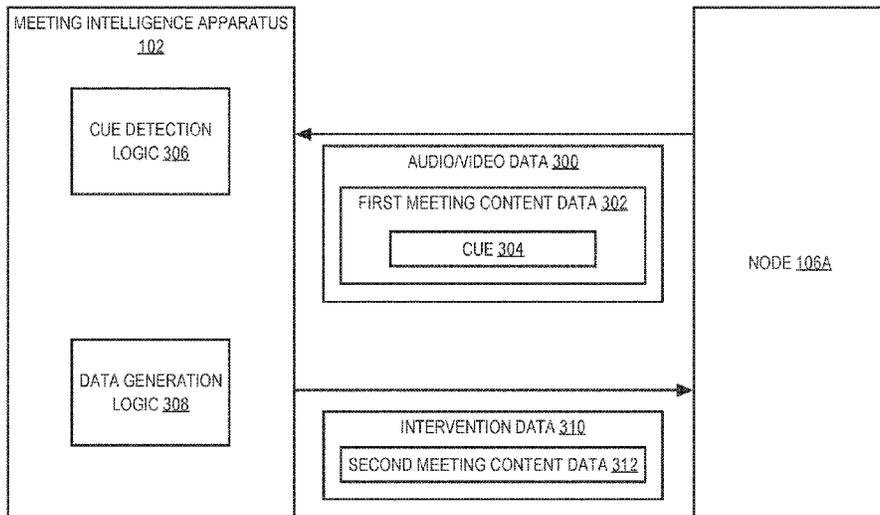 MEETING INTELLIGENCE APPARATUS
102
CUE DETECTION
LOGIC 306
AUDIO/VIDEO DATA 300
FIRST MEETING CONTENT DATA 302
CUE 304
NODE 106A
DATA GENERATION
LOGIC 308
INTERVENTION DATA 310
SECOND MEETING CONTENT DATA 312